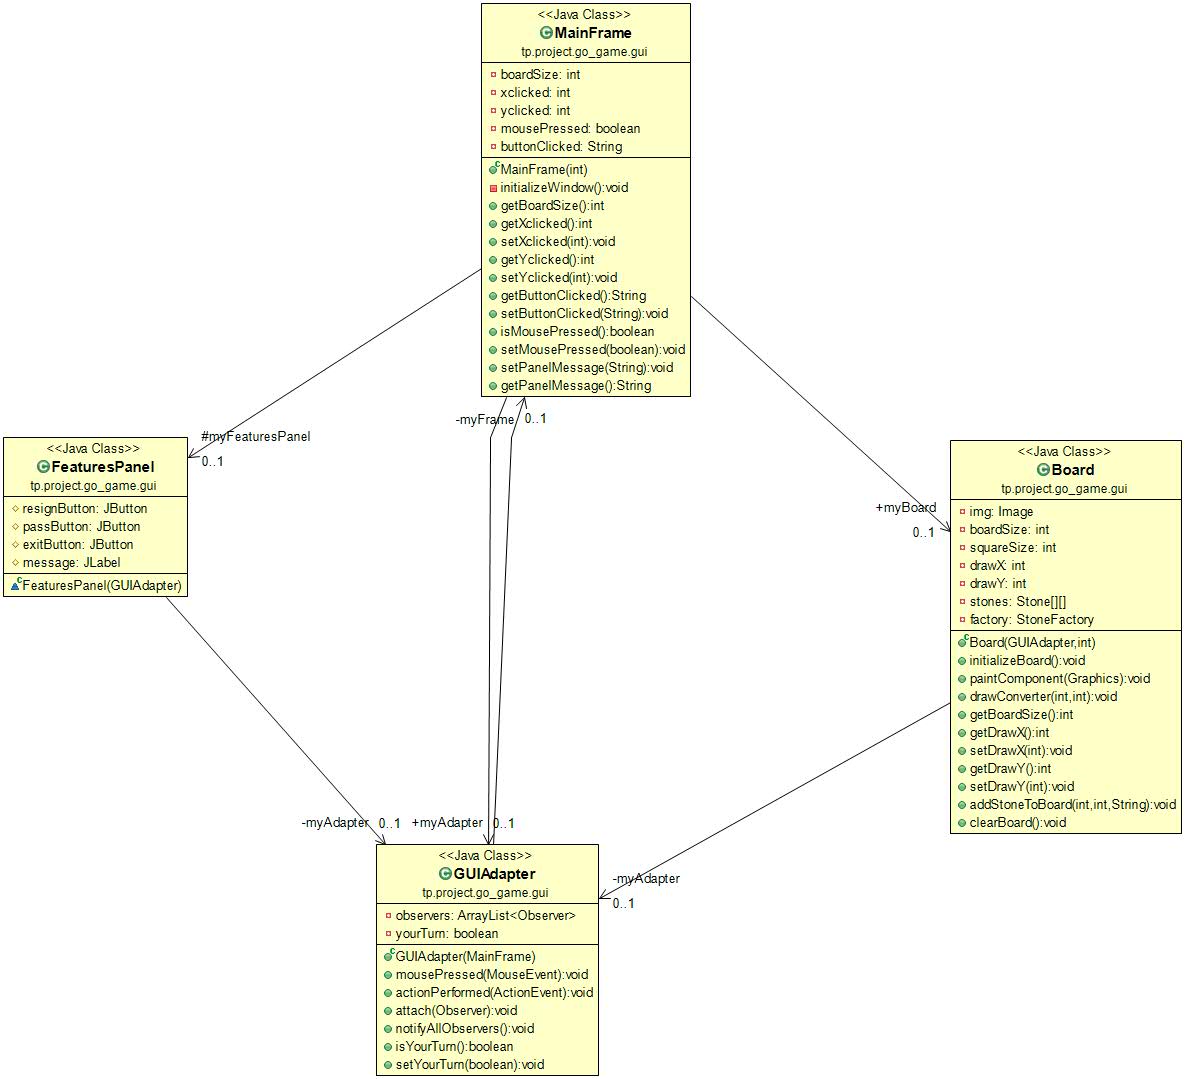 <<Java Class>>
MainFrame
tp.project.go_game.gui
boardSize: int
xclicked: int
yclicked: int
mousePressed: boolean
buttonClicked: String
MainFrame(int)
initializeWindow():void
getBoardSize():int
getXclicked():int
setXclicked(int):void
getYclicked():int
setYclicked(int):void
getButtonClicked():String
setButtonClicked(String):void
isMousePressed():boolean
setMousePressed(boolean):void
setPanelMessage(String):void
getPanelMessage():String
-myFrame 0..1
#myFeaturesPanel
0..1
<<Java Class>>
FeaturesPanel
tp.project.go_game.gui
resignButton: JButton
passButton: JButton
exitButton: JButton
message: JLabel
FeaturesPanel(GUIAdapter)
+myBoard
0..1
<<Java Class>>
Board
tp.project.go_game.gui
img: Image
boardSize: int
squareSize: int
drawX: int
drawY: int
stones: Stone[][]
factory: StoneFactory
Board(GUIAdapter,int)
initializeBoard():void
paintComponent(Graphics):void
drawConverter(int,int):void
getBoardSize():int
getDrawX():int
setDrawX(int):void
getDrawY():int
setDrawY(int):void
addStoneToBoard(int,int,String):void
clearBoard():void
-myAdapter 0..1 +myAdapter 0..1
-myAdapter
0..1
<<Java Class>>
GUIAdapter
tp.project.go_game.gui
observers: ArrayList<Observer>
yourTurn: boolean
GUIAdapter(MainFrame)
mousePressed(MouseEvent):void
actionPerformed(ActionEvent):void
attach(Observer):void
notifyAllObservers():void
isYourTurn():boolean
setYourTurn(boolean):void